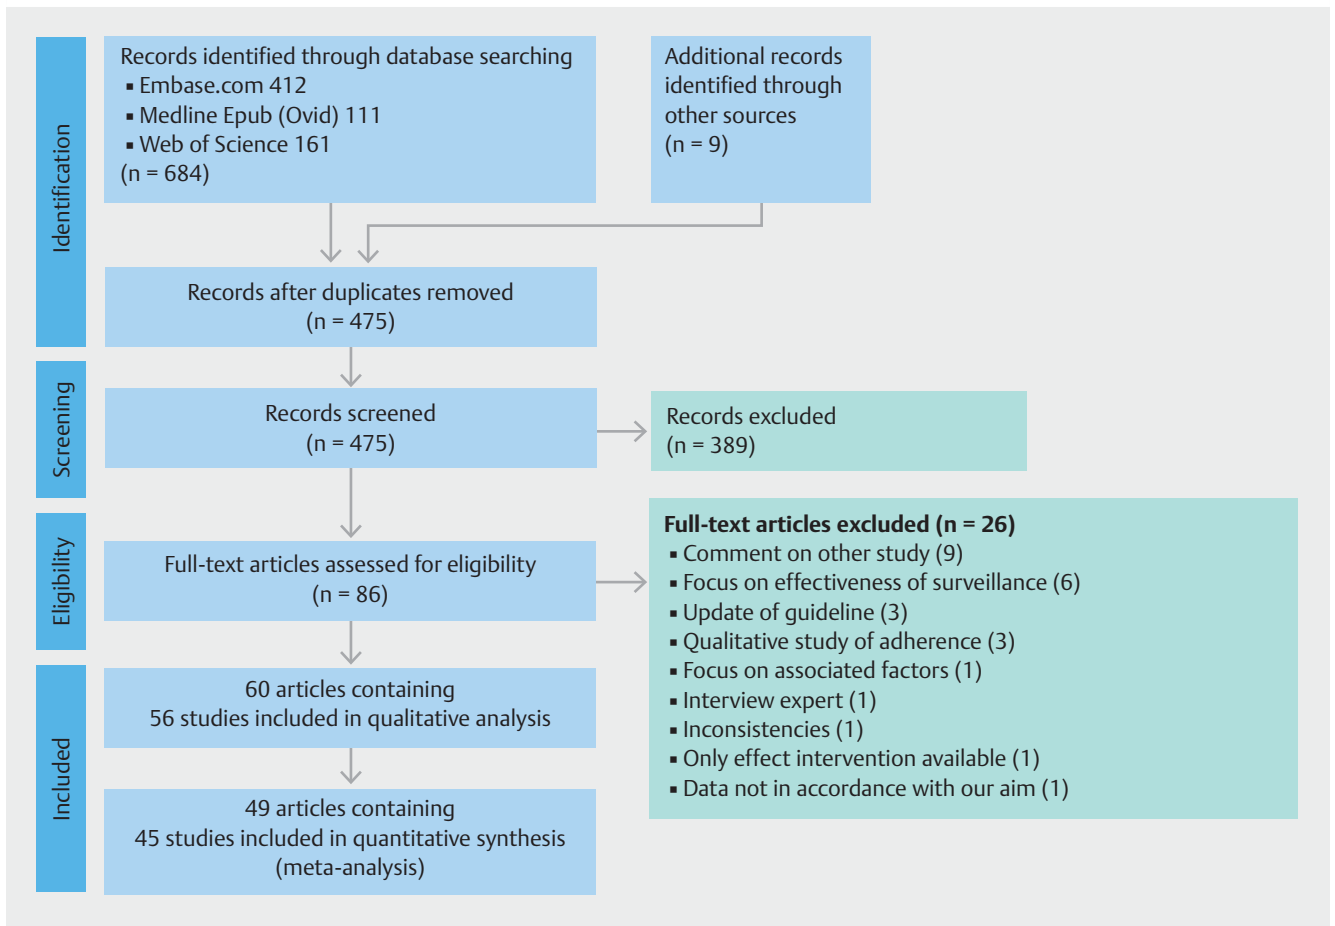 Identification
Records identified through database searching
▪ Embase.com 412
▪ Medline Epub (Ovid) 111
▪ Web of Science 161
(n = 684)
Additional records
identified through
other sources
(n = 9)
Records after duplicates removed
(n = 475)
Screening
Records screened
(n = 475)
Records excluded
(n = 389)
Eligibility
Full-text articles assessed for eligibility
(n = 86)
Full-text articles excluded (n = 26)
▪ Comment on other study (9)
▪ Focus on effectiveness of surveillance (6)
▪ Update of guideline (3)
▪ Qualitative study of adherence (3)
▪ Focus on associated factors (1)
▪ Interview expert (1)
▪ Inconsistencies (1)
▪ Only effect intervention available (1)
▪ Data not in accordance with our aim (1)
Included
60 articles containing
56 studies included in qualitative analysis
49 articles containing
45 studies included in quantitative synthesis
(meta-analysis)